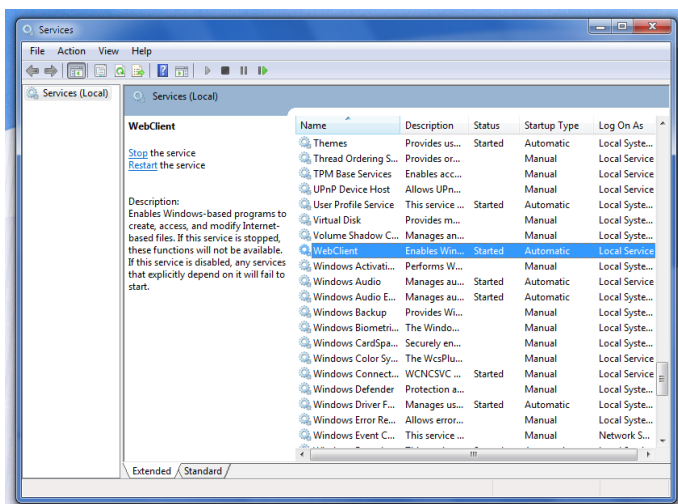 Services
File Action View Help
Services (Local)
Services (Local)
WebClient
Stop the service
Restart the service
Description:
Enables Windows-based programs to
create, access, and modify Internet-
based files. If this service is stopped,
these functions will not be available.
If this service is disabled, any services
that explicitly depend on it will fail to
start.
Name Description Status Startup Type Log On As
Themes Provides us... Started Automatic Local Syste...
Thread Ordering S... Provides or... Manual Local Service
TPM Base Services Enables acc... Manual Local Service
UPnP Device Host Allows UPn... Manual Local Service
User Profile Service This service ... Started Automatic Local Syste...
Virtual Disk Provides m... Manual Local Syste...
Volume Shadow C... Manages an... Manual Local Syste...
WebClient Enables Win... Started Automatic Local Service
Windows Activati... Performs W... Manual Local Syste...
Windows Audio Manages au... Started Automatic Local Service
Windows Audio E... Manages au... Started Automatic Local Syste...
Windows Backup Provides Wi... Manual Local Syste...
Windows Biometri... The Windo... Manual Local Syste...
Windows CardSpa... Securely en... Manual Local Syste...
Windows Color Sy... The WcsPlu... Manual Local Service
Windows Connect... WCNCSVC ... Started Manual Local Service
Windows Defender Protection a... Manual Local Syste...
Windows Driver F... Manages us... Started Automatic Local Syste...
Windows Error Re... Allows error... Manual Local Syste...
Windows Event C... This service ... Manual Network S...
Extended Standard